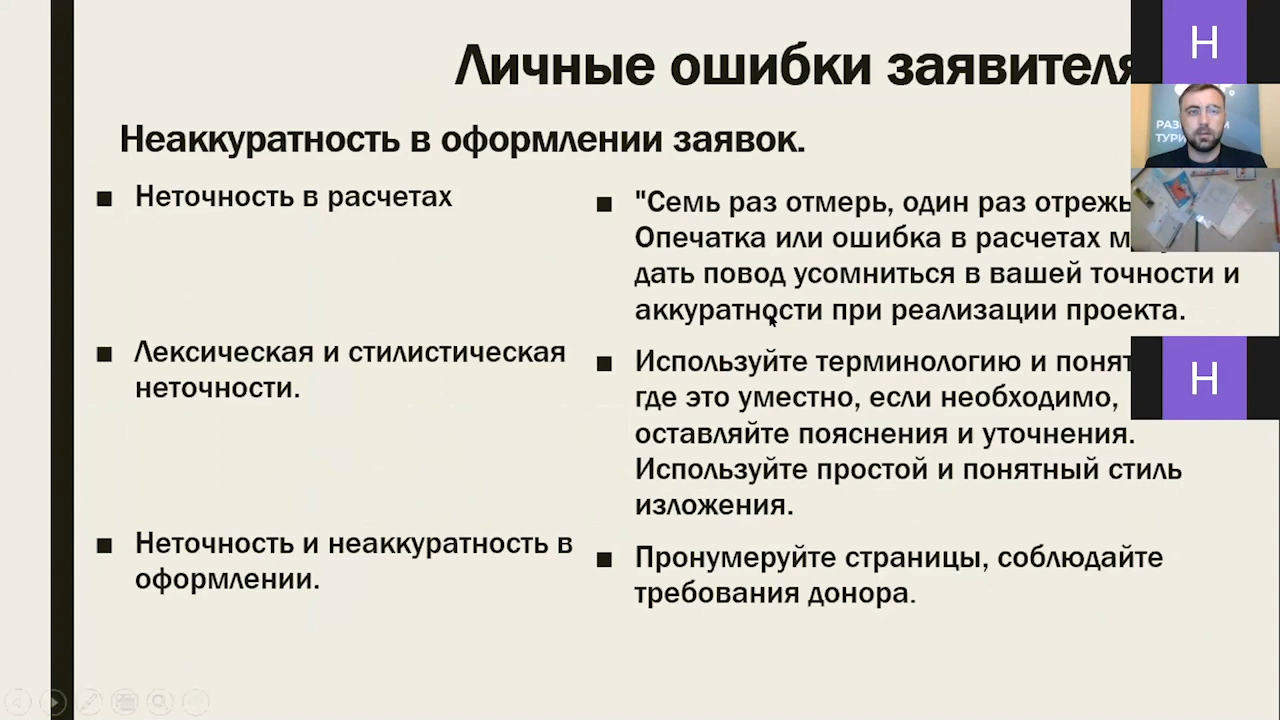 Личные ошибки заявителя
Неаккуратность в оформлении заявок.
■ Неточность в расчетах
■ Лексическая и стилистическая
неточности.
■ Неточность и неаккуратность в
оформлении.
■ "Семь раз отмерь, один раз отрежь
Опечатка или ошибка в расчетах
дать повод усомниться в вашей точности и
аккуратности при реализации проекта.
■ Используйте терминологию и
где это уместно, если необходимо,
оставляйте пояснения и уточнения.
Используйте простой и понятный стиль
изложения.
■ Пронумеруйте страницы, соблюдайте
требования донора.
Н
Н